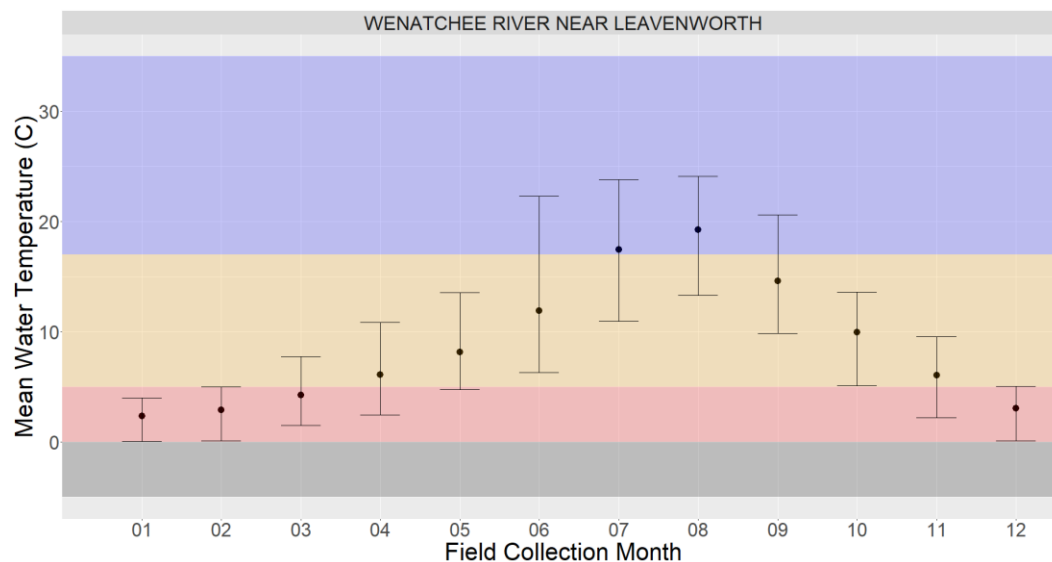 WENATCHEE RIVER NEAR LEAVENWORTH
Mean Water Temperature (C)
30
20
10
0
01 02 03 04 05 06 07 08 09 10 11 12
Field Collection Month